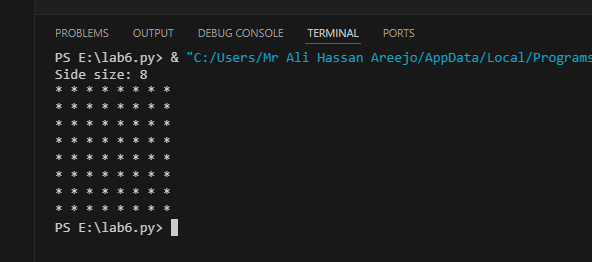 PROBLEMS OUTPUT DEBUG CONSOLE TERMINAL PORTS
PS E:\lab6.py> & "C:/Users/Mr Ali Hassan Areejo/AppData/Local/Programs
Side size: 8
* * * * * * * *
* * * * * * * *
* * * * * * * *
* * * * * * * *
* * * * * * * *
* * * * * * * *
* * * * * * * *
* * * * * * * *
PS E:\lab6.py>